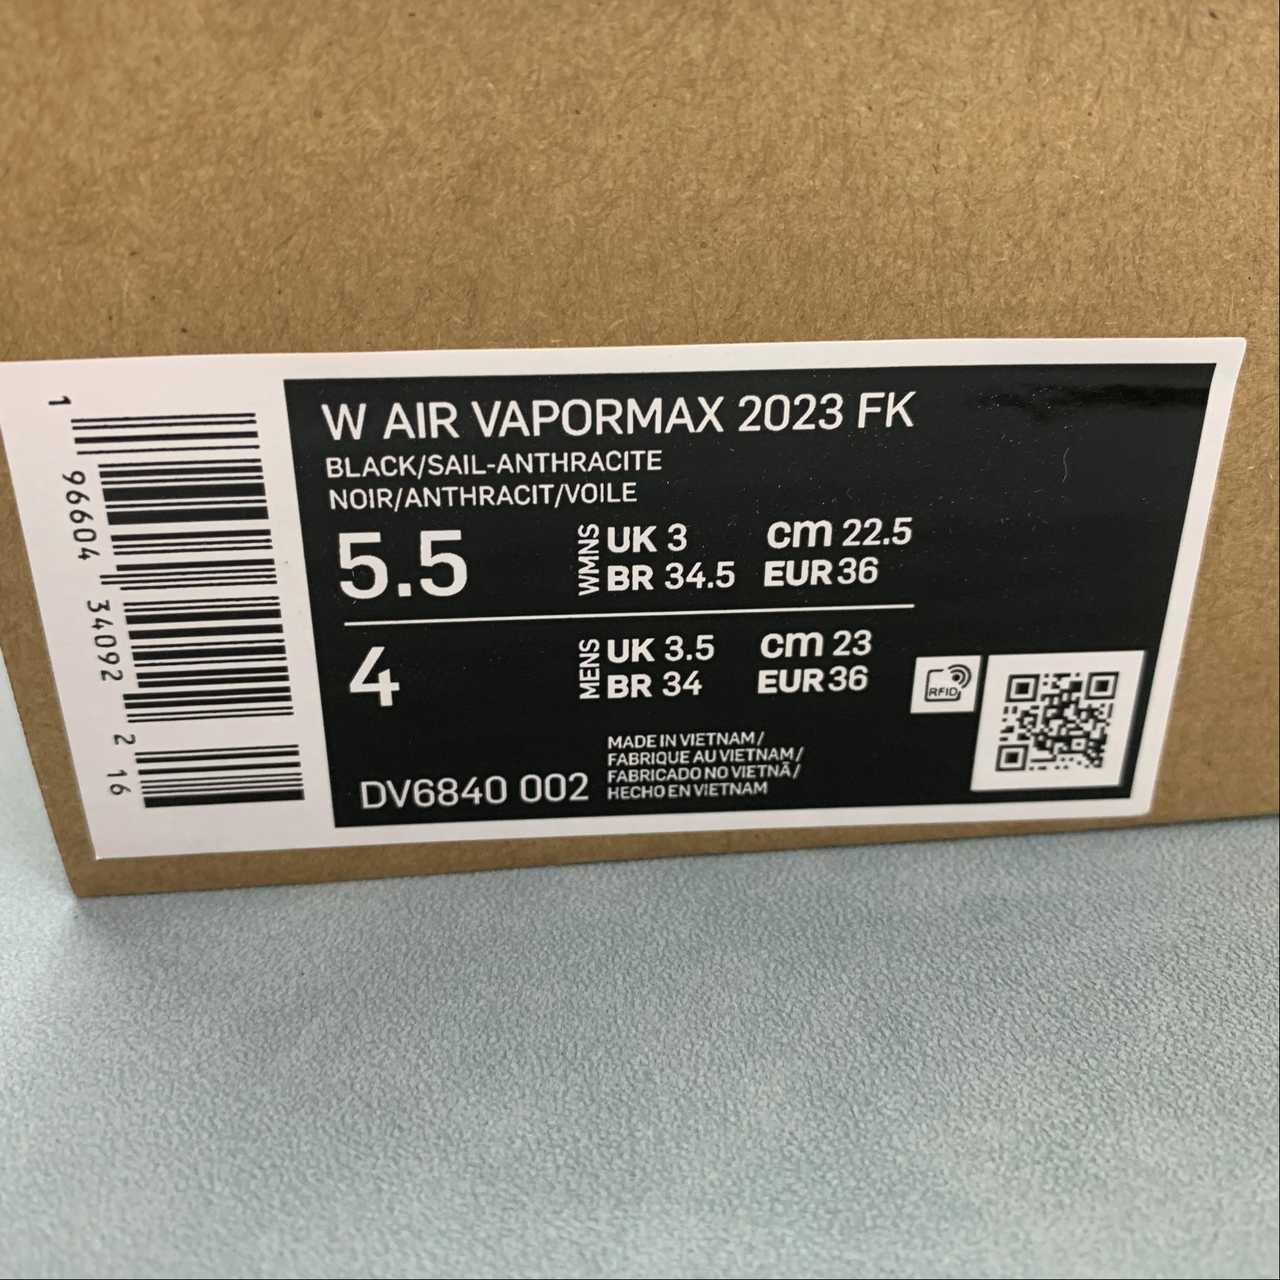 W AIR VAPORMAX 2023 FK
BLACK/SAIL-ANTHRACITE
NOIR/ANTHRACIT/VOILE
5.5
WMNS
UK 3
cm 22.5
BR 34.5
EUR 36
4
MENS
UK 3.5
cm 23
BR 34
EUR 36
DV6840 002
MADE IN VIETNAM /
FABRIQUE AU VIETNAM /
FABRICADO NO VIETNÃ /
HECHO EN VIETNAM
RFID
1 96604 34092 2 16